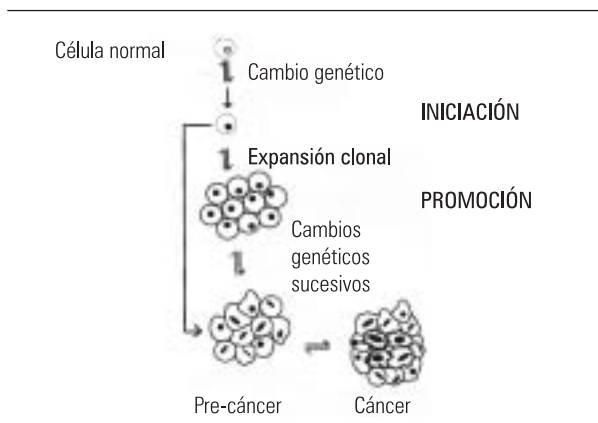 Célula normal
Cambio genético
INICIACIÓN
Expansión clonal
PROMOCIÓN
Cambios
genéticos
sucesivos
Pre-cáncer
Cáncer